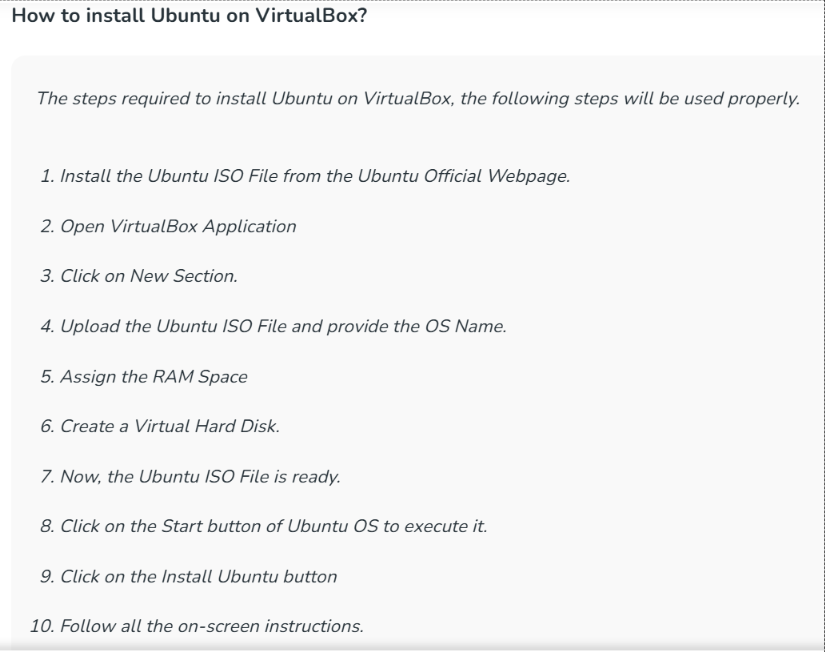 How to install Ubuntu on VirtualBox?
The steps required to install Ubuntu on VirtualBox, the following steps will be used properly.
1. Install the Ubuntu ISO File from the Ubuntu Official Webpage.
2. Open VirtualBox Application
3. Click on New Section.
4. Upload the Ubuntu ISO File and provide the OS Name.
5. Assign the RAM Space
6. Create a Virtual Hard Disk.
7. Now, the Ubuntu ISO File is ready.
8. Click on the Start button of Ubuntu OS to execute it.
9. Click on the Install Ubuntu button
10. Follow all the on-screen instructions.